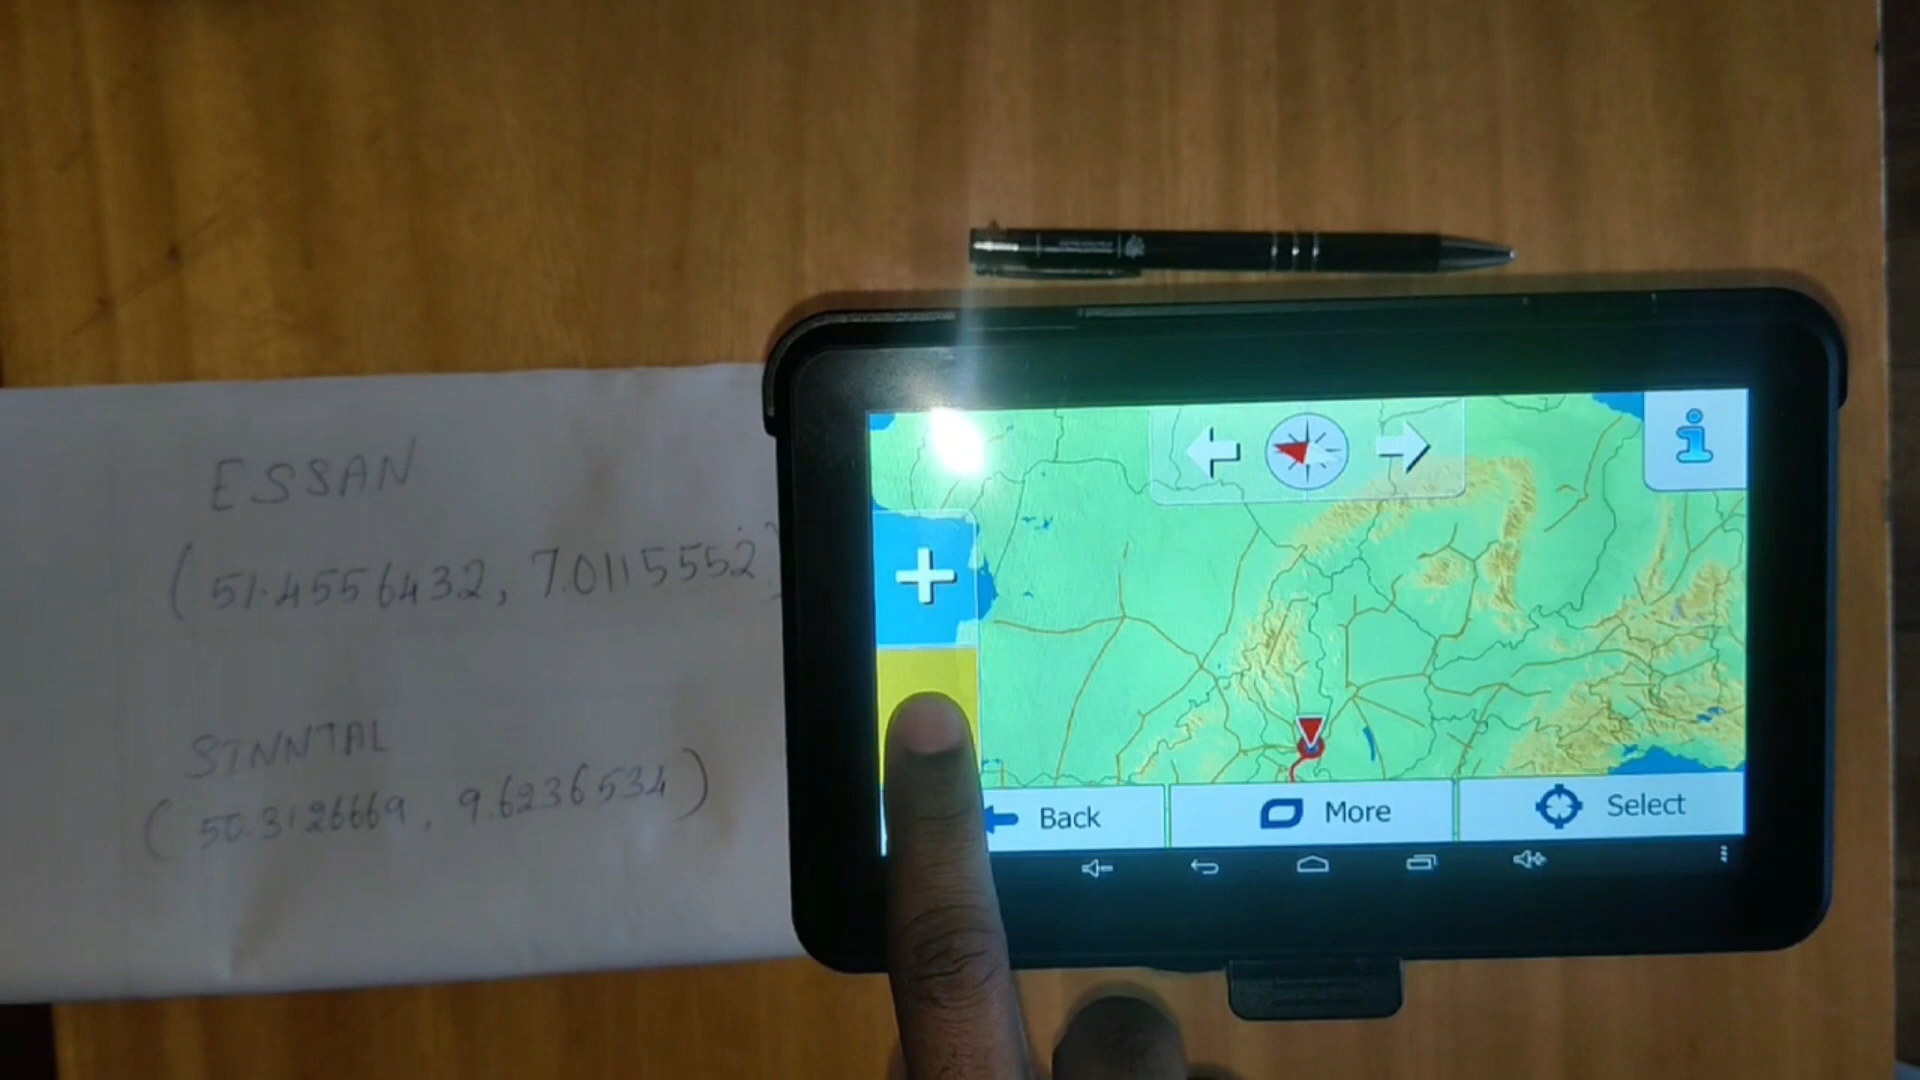 ESSAN
(51.4556432, 7.0115552)
SINNTAL
(50.3126669, 9.6236534)
Back
More
Select